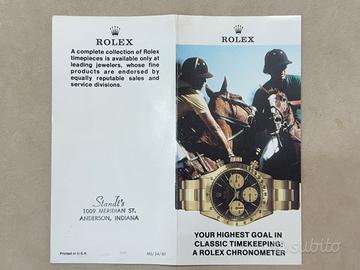 ROLEX
A complete collection of Rolex
timepieces is available only at
leading jewelers, whose fine
products are endorsed by
equally reputable sales and
service divisions.
Standt's
1009 MERIDIAN ST.
ANDERSON, INDIANA
Printed in U.S.A.
ROLEX
YOUR HIGHEST GOAL IN
CLASSIC TIMEKEEPING:
A ROLEX CHRONOMETER
subito